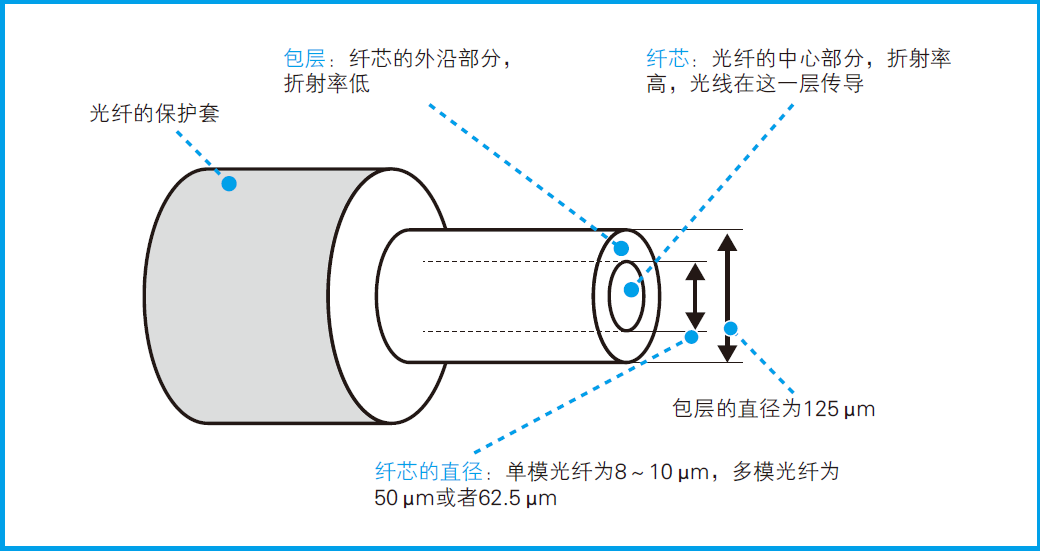 包层：纤芯的外沿部分，
折射率低
纤芯：光纤的中心部分，折射率
高，光线在这一层传导
光纤的保护套
包层的直径为125 μm
纤芯的直径：单模光纤为8～10 μm，多模光纤为
50 μm或者62.5 μm